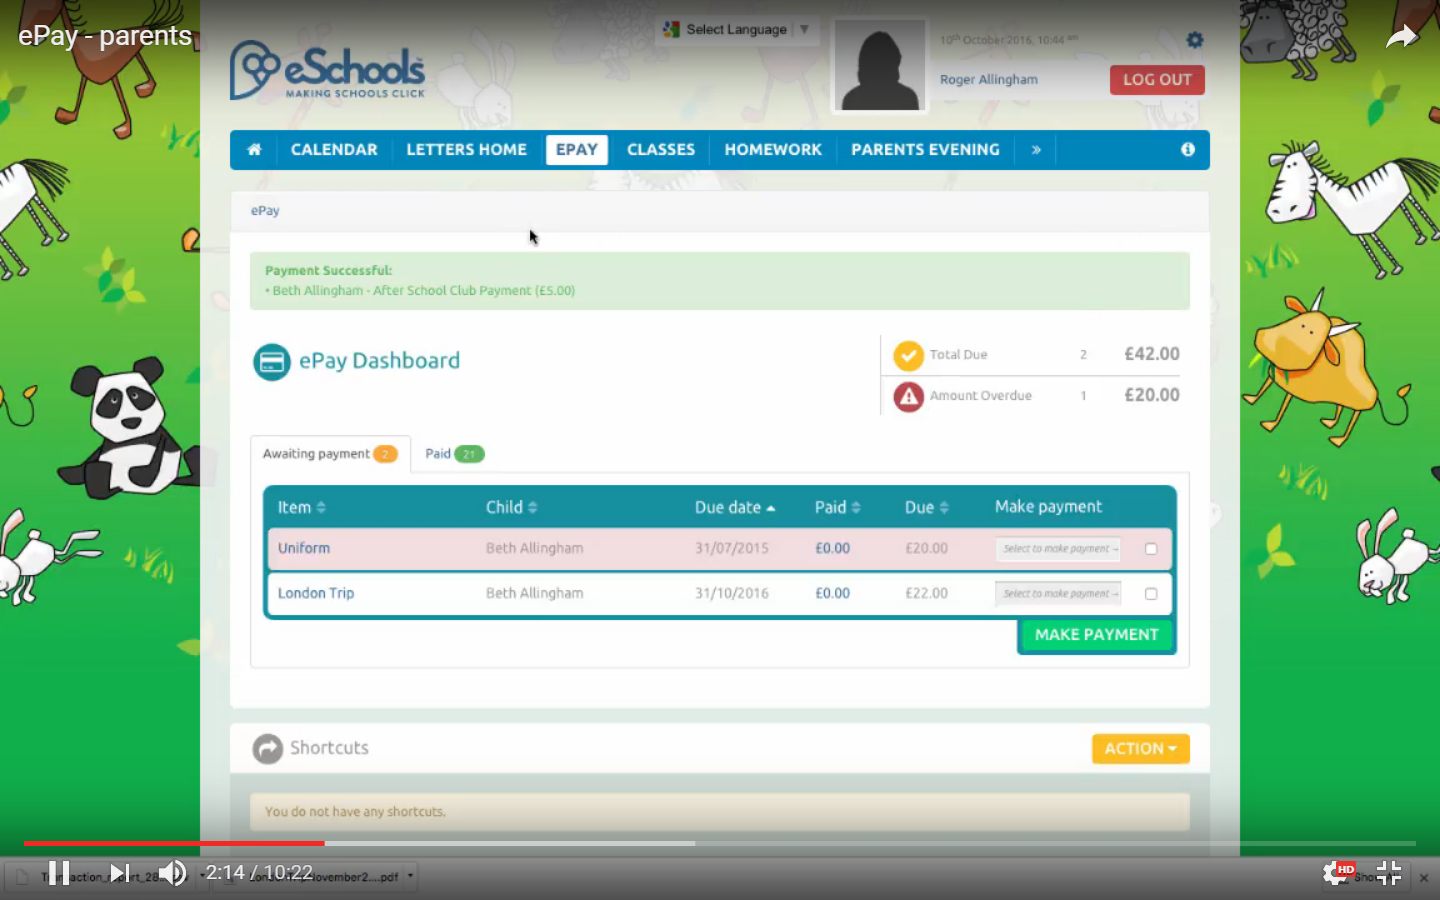 ePay - parents
Select Language
eSchools
MAKING SCHOOLS CLICK
10th October 2016, 10:44 am
Roger Allingham
LOG OUT
CALENDAR LETTERS HOME EPAY CLASSES HOMEWORK PARENTS EVENING »
ePay
Payment Successful:
• Beth Allingham - After School Club Payment (£5.00)
ePay Dashboard
Total Due 2 £42.00
Amount Overdue 1 £20.00
Awaiting payment 2 Paid 21
Item Child Due date Paid Due Make payment
Uniform Beth Allingham 31/07/2015 £0.00 £20.00 Select to make payment
London Trip Beth Allingham 31/10/2016 £0.00 £22.00 Select to make payment
MAKE PAYMENT
Shortcuts
ACTION
You do not have any shortcuts.
2:14 / 10:22
HD